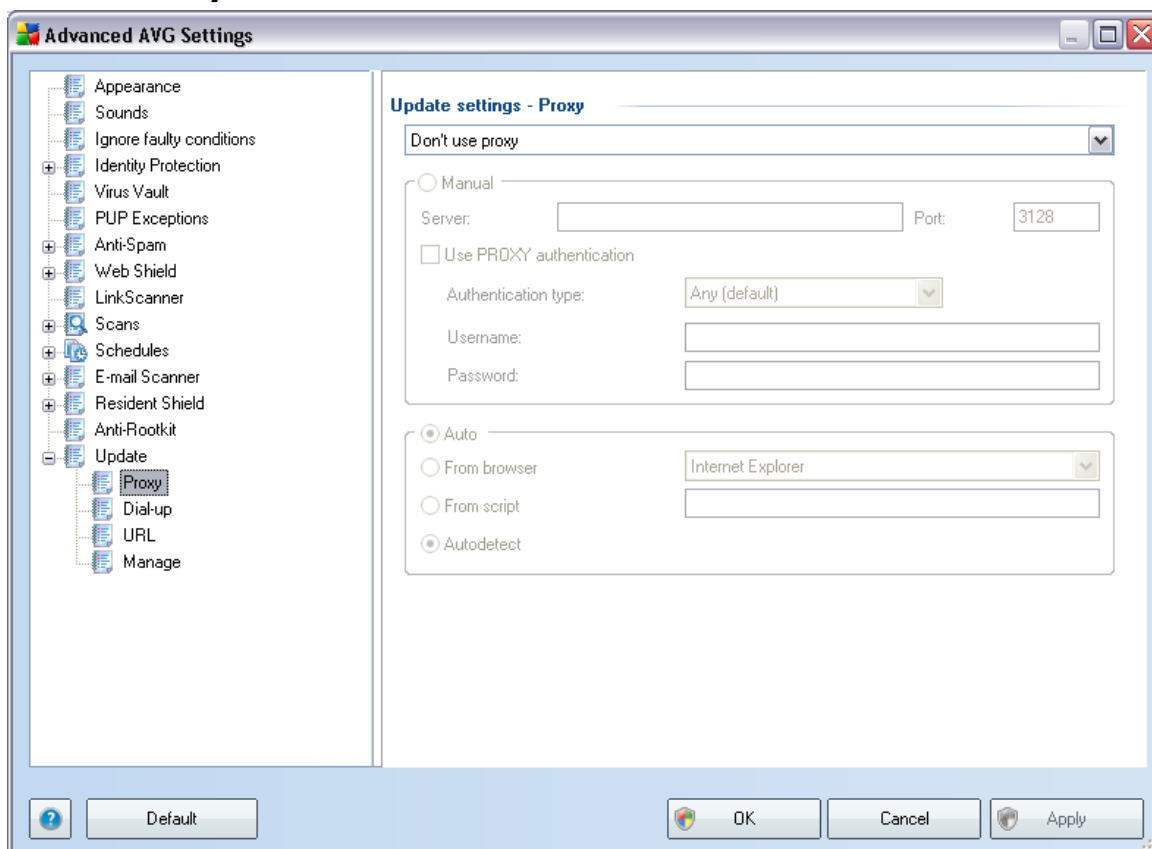 Advanced AVG Settings
Appearance
Sounds
Ignore faulty conditions
Identity Protection
Virus Vault
PUP Exceptions
Anti-Spam
Web Shield
LinkScanner
Scans
Schedules
E-mail Scanner
Resident Shield
Anti-Rootkit
Update
Proxy
Dial-up
URL
Manage
Update settings - Proxy
Don't use proxy
Manual
Server: Port: 3128
Use PROXY authentication
Authentication type: Any (default)
Username:
Password:
Auto
From browser Internet Explorer
From script
Autodetect
Default OK Cancel Apply